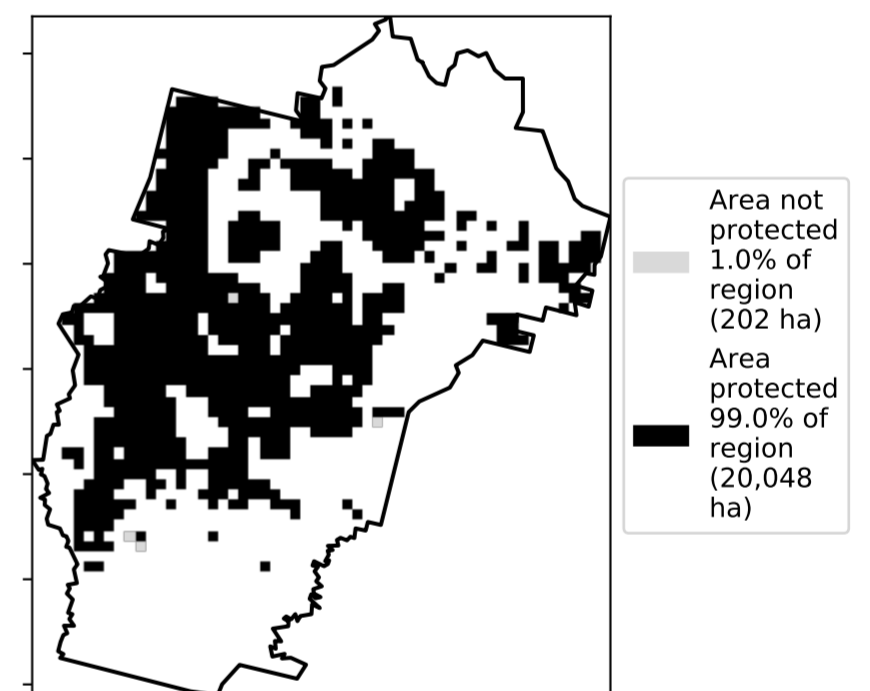 Area not
protected
1.0% of
region
(202 ha)
Area
protected
99.0% of
region
(20,048
ha)